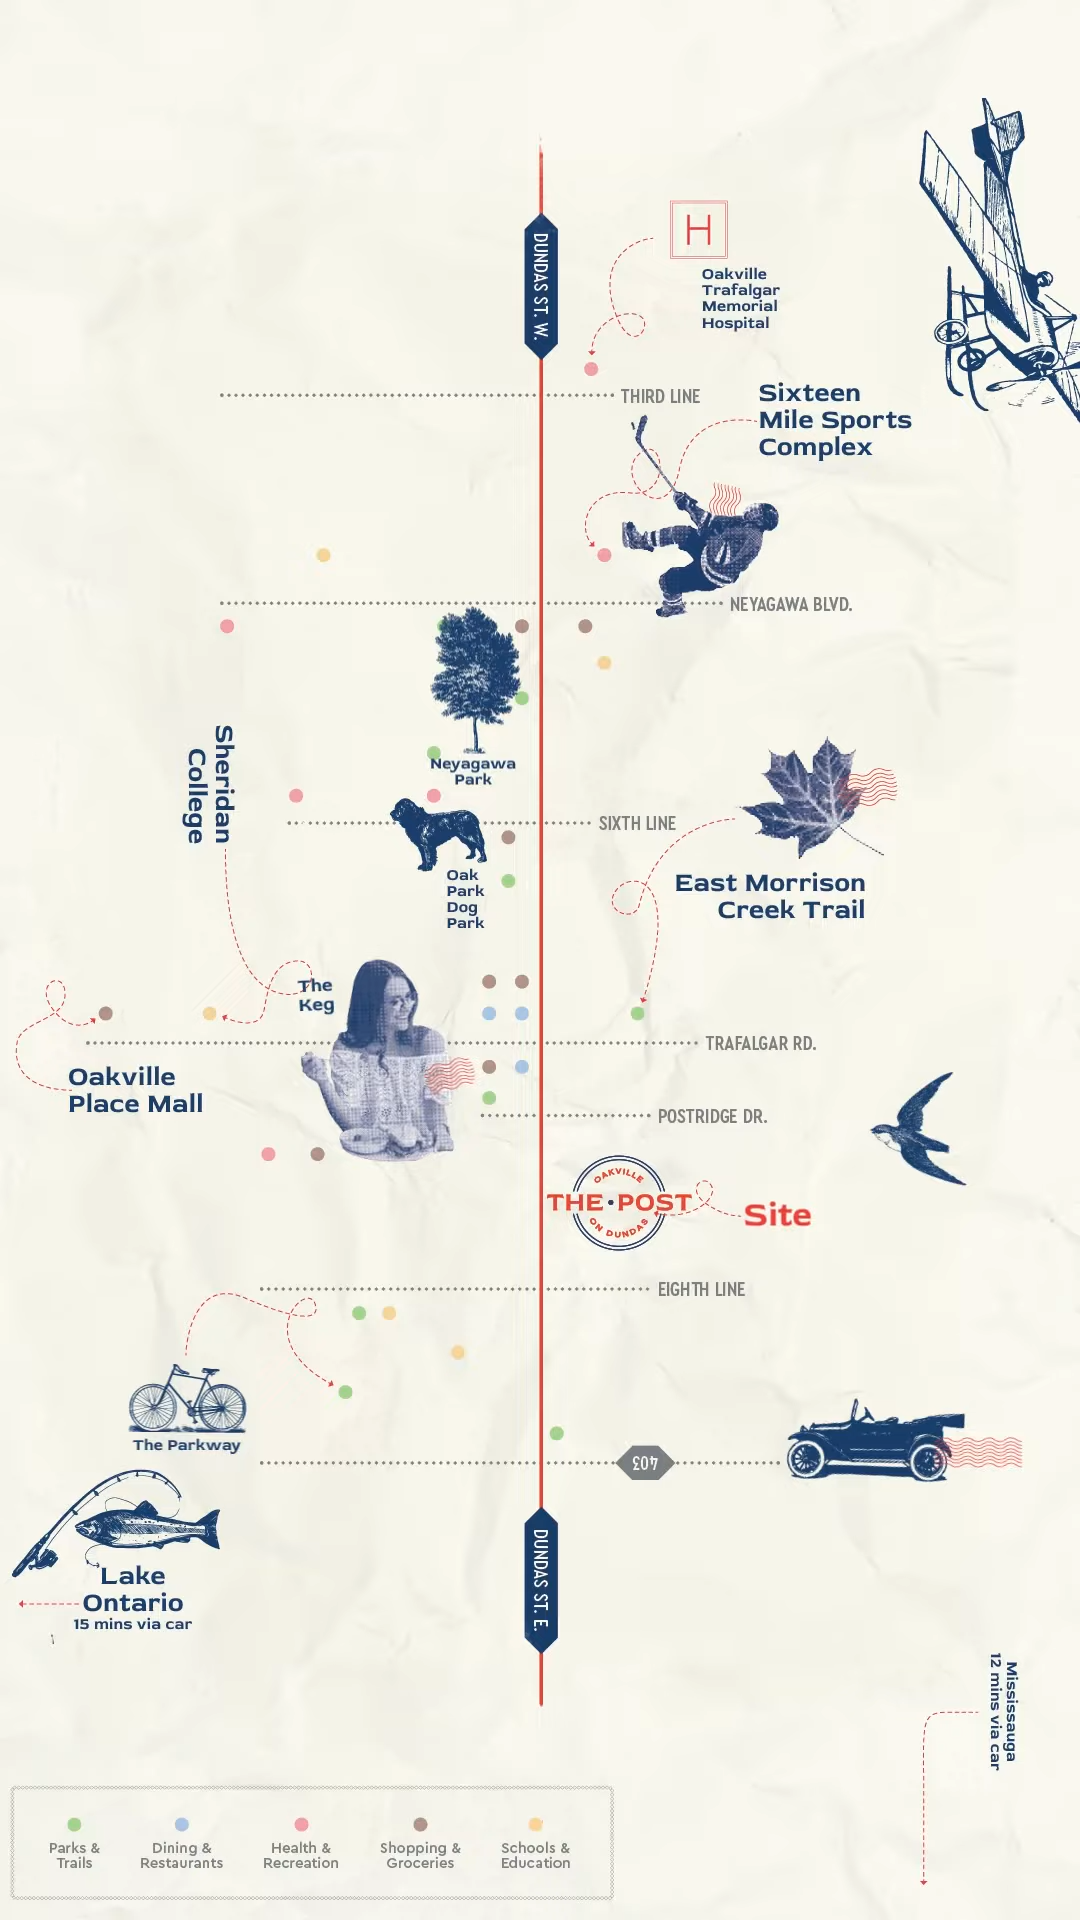 DUNDAS ST. W.
H
Oakville
Trafalgar
Memorial
Hospital
THIRD LINE
Sixteen
Mile Sports
Complex
NEYAGAWA BLVD.
Neyagawa
Park
Sheridan
College
SIXTH LINE
Oak
Park
Dog
Park
East Morrison
Creek Trail
The
Keg
TRAFALGAR RD.
Oakville
Place Mall
POSTRIDGE DR.
OAKVILLE
THE·POST
ON DUNDAS
Site
EIGHTH LINE
The Parkway
403
Lake
Ontario
15 mins via car
DUNDAS ST. E.
Mississauga
12 mins via car
Parks &
Trails
Dining &
Restaurants
Health &
Recreation
Shopping &
Groceries
Schools &
Education